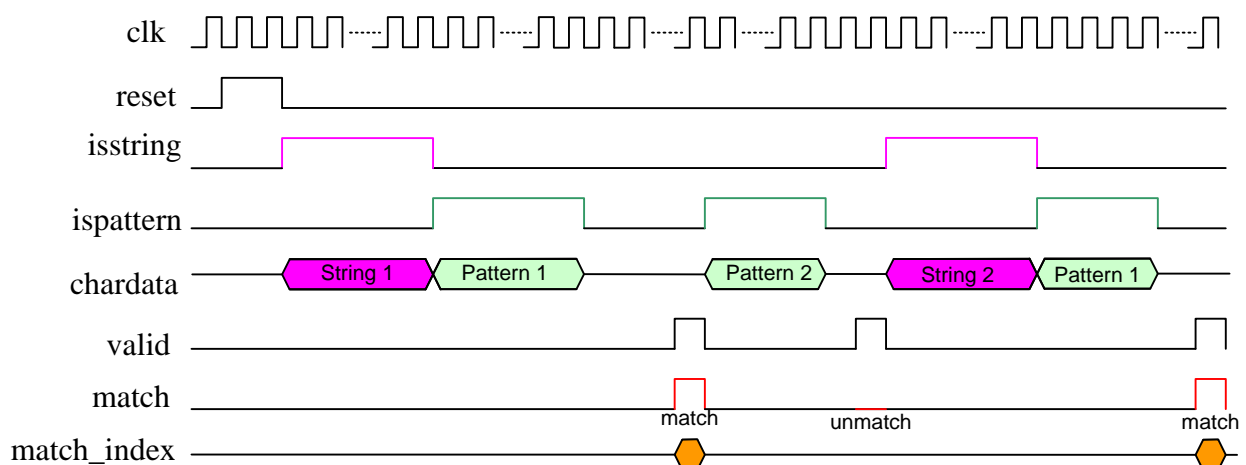 clk
reset
isstring
ispattern
chardata
String 1
Pattern 1
Pattern 2
String 2
Pattern 1
valid
match
match
unmatch
match
match_index